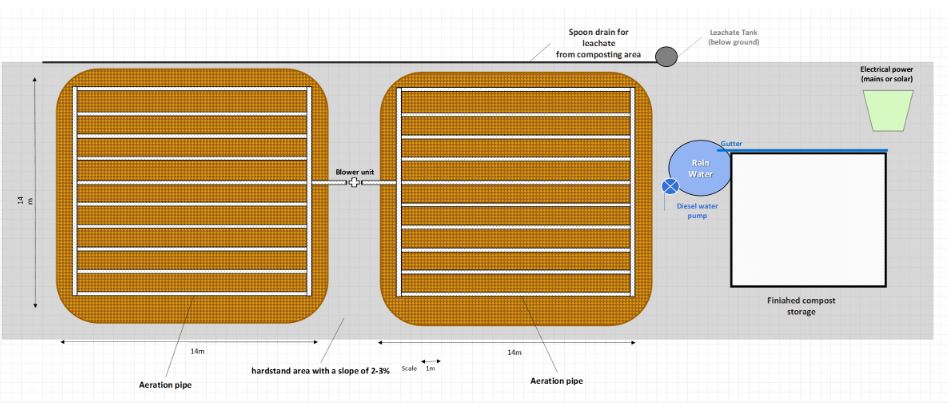 Spoon drain for
leachate
from composting area
Leachate Tank
(below ground)
Electrical power
(mains or solar)
Gutter
Blower unit
Rain
Water
14
m
Diesel water
pump
Finiahed compost
storage
14m
14m
hardstand area with a slope of 2-3%
Scale
1m
Aeration pipe
Aeration pipe